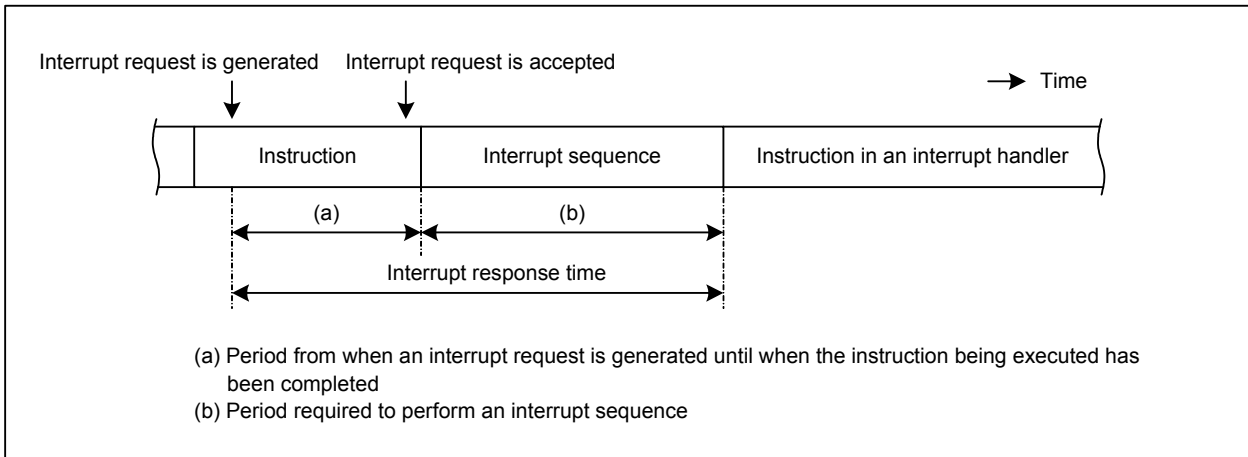 Interrupt request is generated
Interrupt request is accepted
Time
Instruction
Interrupt sequence
Instruction in an interrupt handler
(a)
(b)
Interrupt response time
(a) Period from when an interrupt request is generated until when the instruction being executed has
been completed
(b) Period required to perform an interrupt sequence